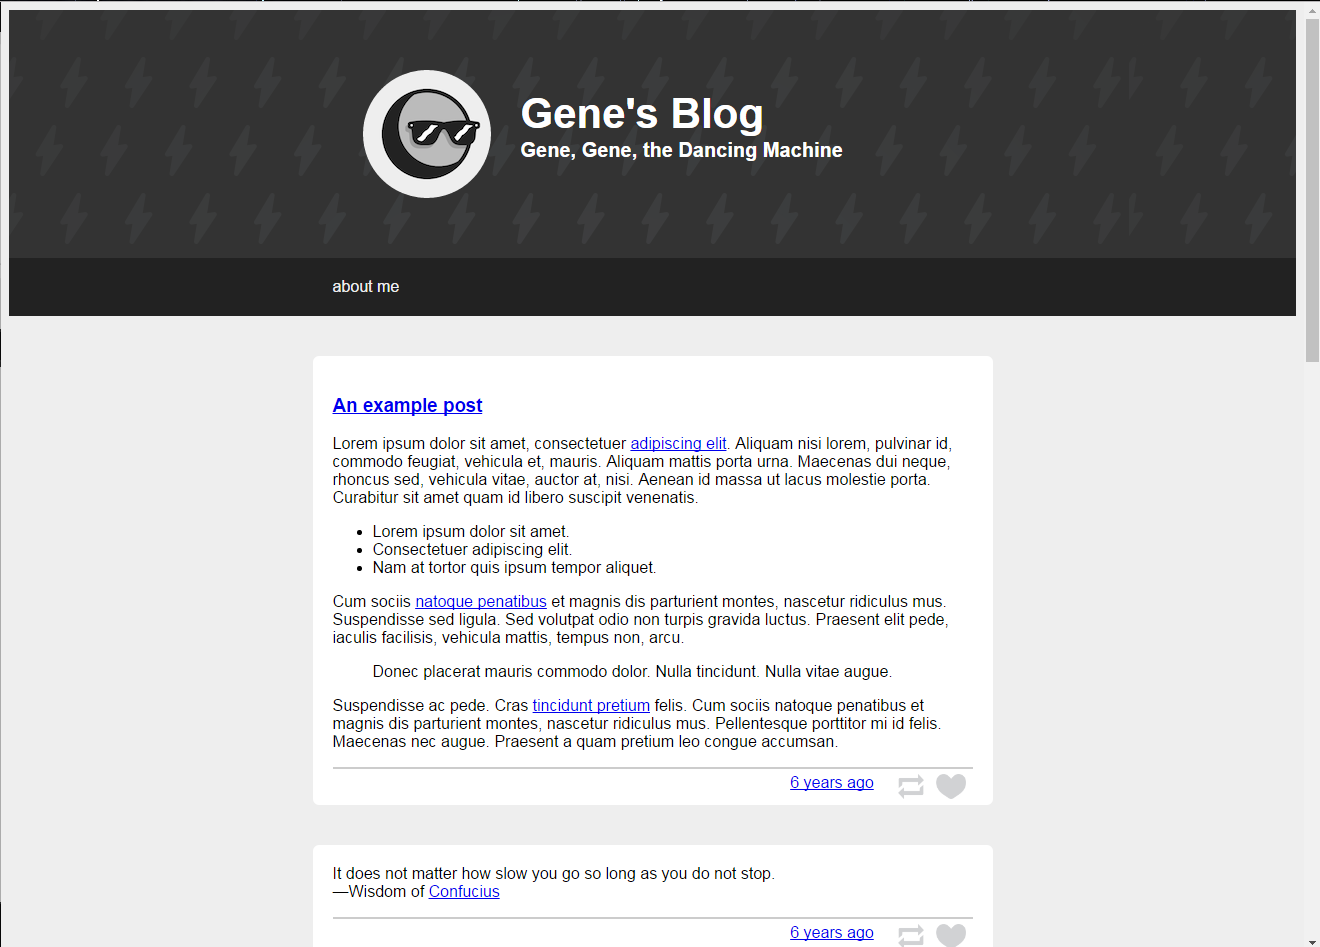 Gene's Blog
Gene, Gene, the Dancing Machine
about me
An example post
Lorem ipsum dolor sit amet, consectetuer adipiscing elit. Aliquam nisi lorem, pulvinar id,
commodo feugiat, vehicula et, mauris. Aliquam mattis porta urna. Maecenas dui neque,
rhoncus sed, vehicula vitae, auctor at, nisi. Aenean id massa ut lacus molestie porta.
Curabitur sit amet quam id libero suscipit venenatis.
• Lorem ipsum dolor sit amet.
• Consectetuer adipiscing elit.
• Nam at tortor quis ipsum tempor aliquet.
Cum sociis natoque penatibus et magnis dis parturient montes, nascetur ridiculus mus.
Suspendisse sed ligula. Sed volutpat odio non turpis gravida luctus. Praesent elit pede,
iaculis facilisis, vehicula mattis, tempus non, arcu.
Donec placerat mauris commodo dolor. Nulla tincidunt. Nulla vitae augue.
Suspendisse ac pede. Cras tincidunt pretium felis. Cum sociis natoque penatibus et
magnis dis parturient montes, nascetur ridiculus mus. Pellentesque porttitor mi id felis.
Maecenas nec augue. Praesent a quam pretium leo congue accumsan.
6 years ago
It does not matter how slow you go so long as you do not stop.
—Wisdom of Confucius
6 years ago